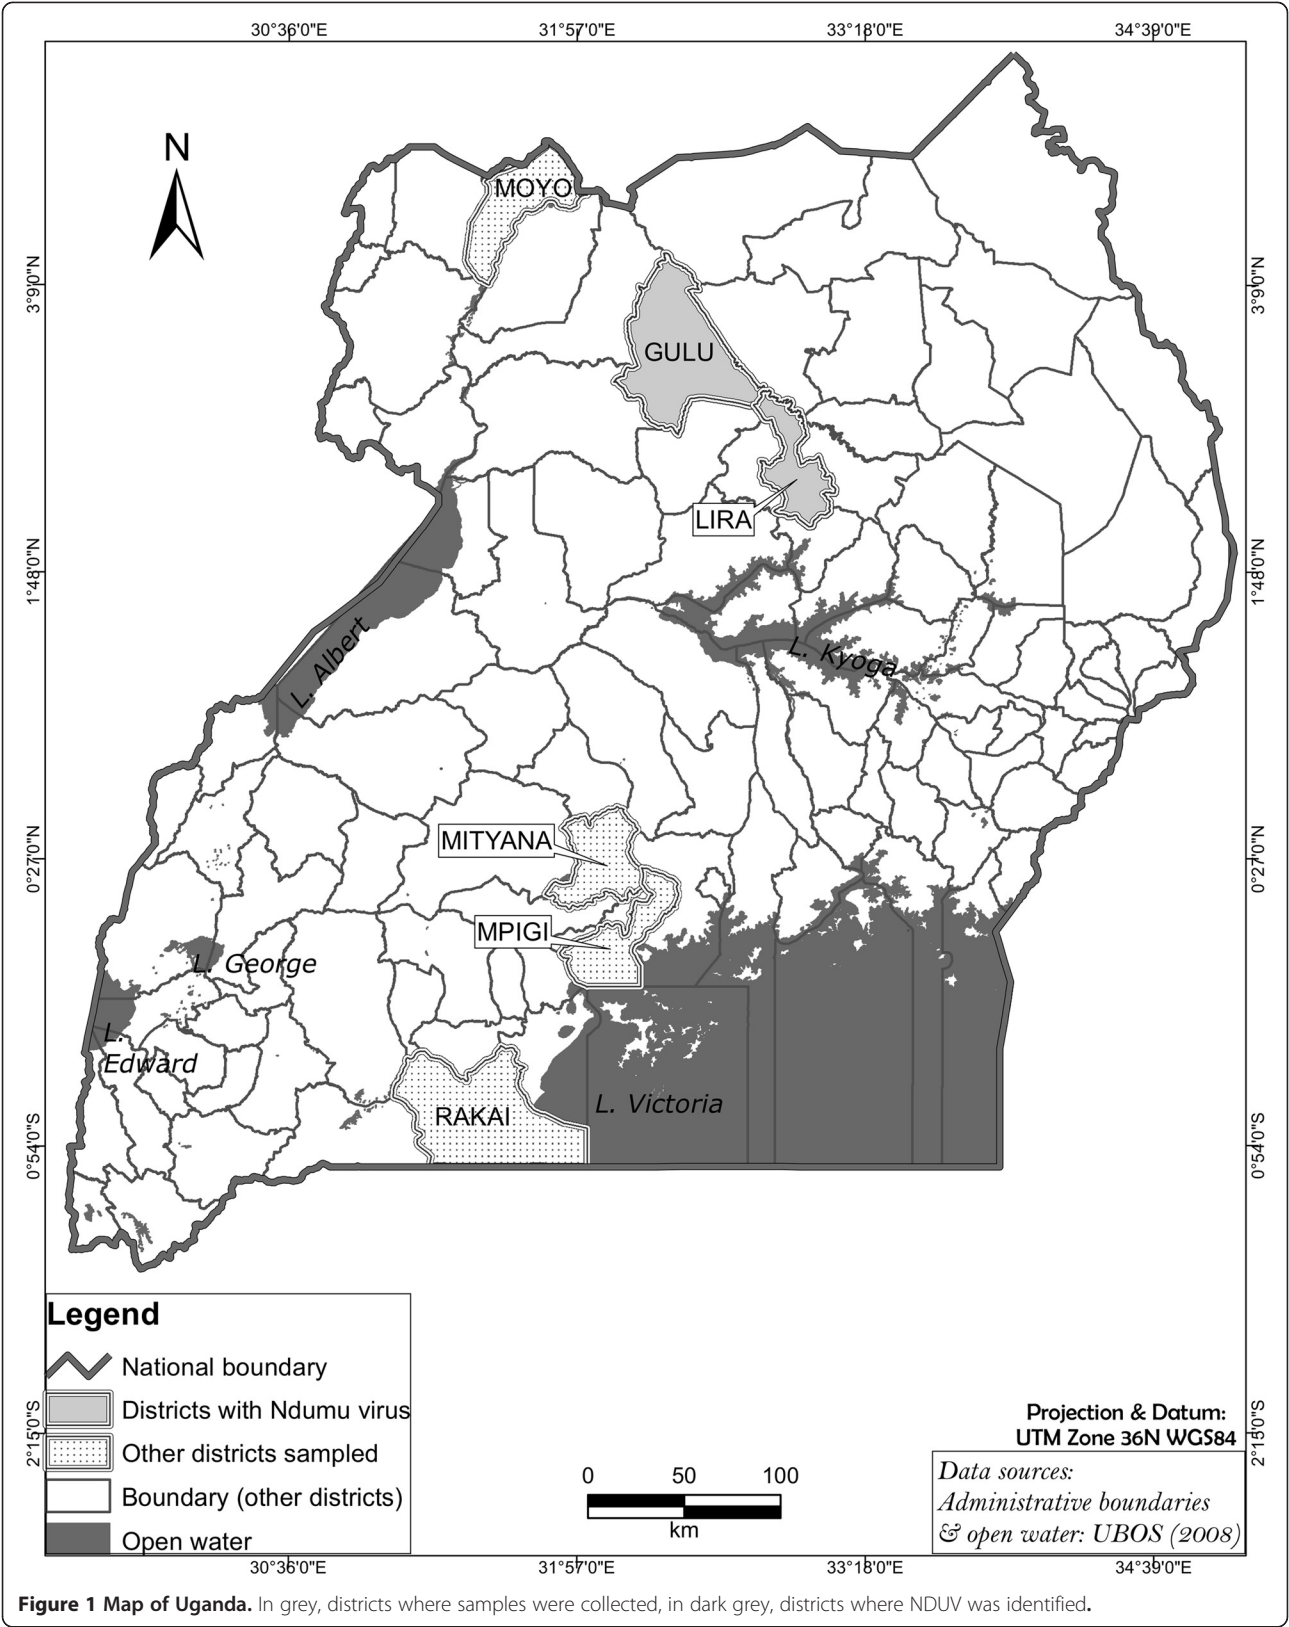 30°36'0"E
31°57'0"E
33°18'0"E
34°39'0"E
N
MOYO
3°9'0"N
3°9'0"N
GULU
LIRA
1°48'0"N
1°48'0"N
L. Albert
L. Kyoga
MITYANA
0°27'0"N
0°27'0"N
MPIGI
L. George
L.
Edward
L. Victoria
RAKAI
0°54'0"S
0°54'0"S
Legend
National boundary
Districts with Ndumu virus
Other districts sampled
Boundary (other districts)
Open water
2°15'0"S
2°15'0"S
0 50 100
km
Projection & Datum:
UTM Zone 36N WGS84
Data sources:
Administrative boundaries
& open water: UBOS (2008)
30°36'0"E
31°57'0"E
33°18'0"E
34°39'0"E
Figure 1 Map of Uganda. In grey, districts where samples were collected, in dark grey, districts where NDUV was identified.